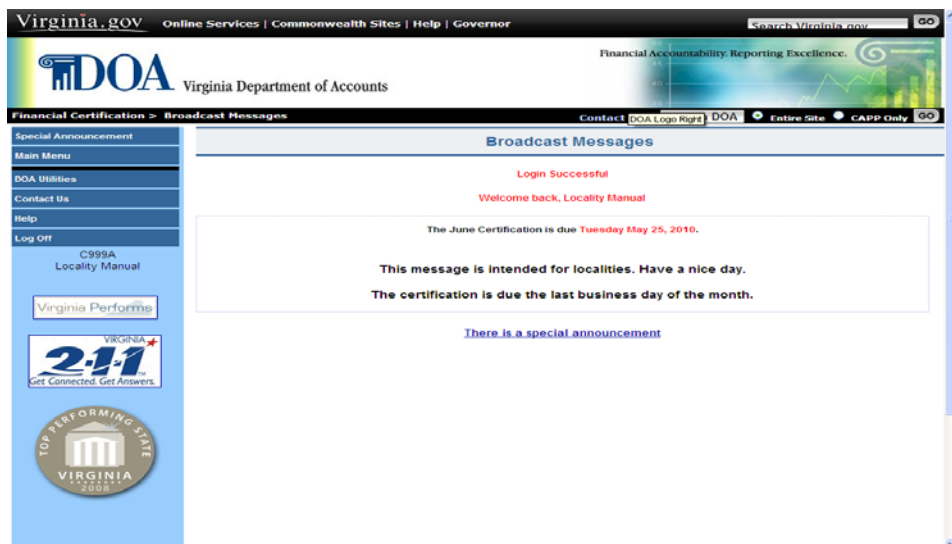 Virginia.gov Online Services | Commonwealth Sites | Help | Governor Search Virginia.gov GO
DOA Virginia Department of Accounts
Financial Accountability. Reporting Excellence.
Financial Certification > Broadcast Messages Contact DOA Logo Right DOA Entire Site CAPP Only GO
Special Announcement
Main Menu
DOA Utilities
Contact Us
Help
Log Off
C999A
Locality Manual
Virginia Performs
VIRGINIA
2-1-1
Get Connected. Get Answers.
TOP PERFORMING STATE
VIRGINIA
2008
Broadcast Messages
Login Successful
Welcome back, Locality Manual
The June Certification is due Tuesday May 25, 2010.
This message is intended for localities. Have a nice day.
The certification is due the last business day of the month.
There is a special announcement